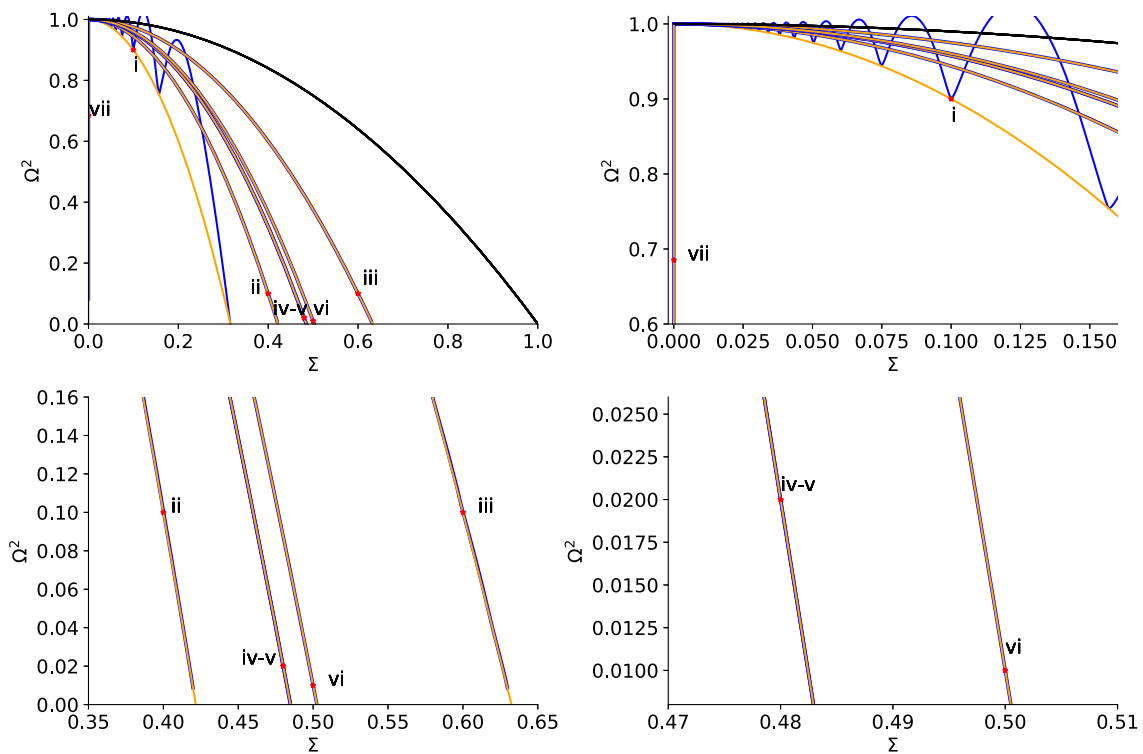 1.0
0.8
0.6
0.4
0.2
0.0
Ω²
i
vii
ii
iii
iv-v
vi
0.0 0.2 0.4 0.6 0.8 1.0
Σ
1.0
0.9
0.8
0.7
0.6
Ω²
i
vii
0.000 0.025 0.050 0.075 0.100 0.125 0.150
Σ
0.16
0.14
0.12
0.10
0.08
0.06
0.04
0.02
0.00
Ω²
ii
iii
iv-v
vi
0.35 0.40 0.45 0.50 0.55 0.60 0.65
Σ
0.0250
0.0225
0.0200
0.0175
0.0150
0.0125
0.0100
Ω²
iv-v
vi
0.47 0.48 0.49 0.50 0.51
Σ